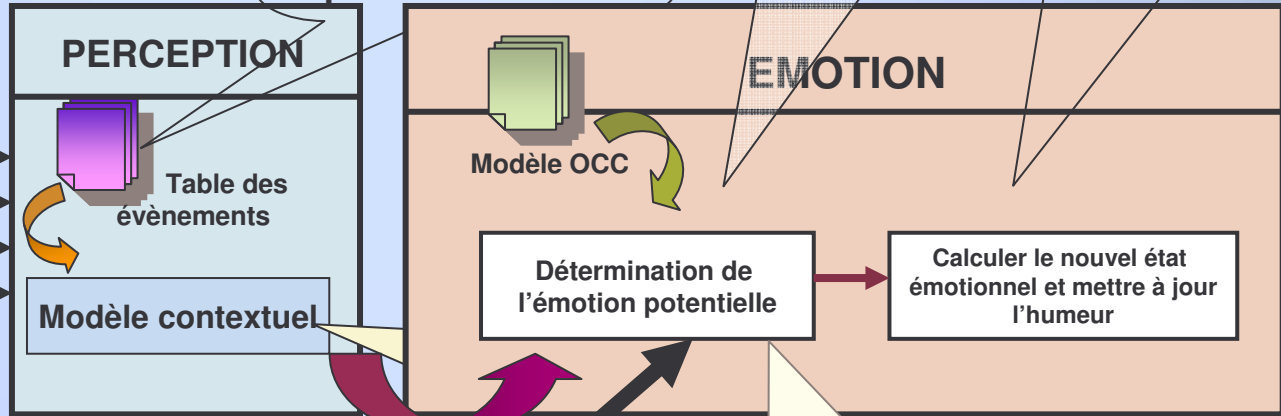 PERCEPTION
Table des
évènements
Modèle contextuel
EMOTION
Modèle OCC
Détermination de
l'émotion potentielle
Calculer le nouvel état
émotionnel et mettre à jour
l'humeur